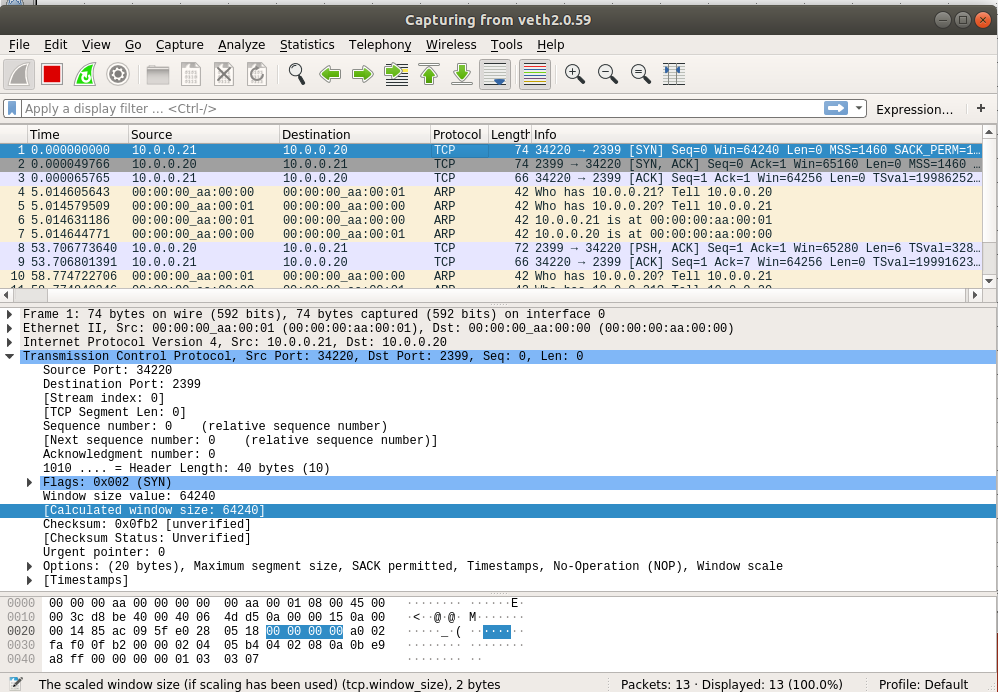 Capturing from veth2.0.59
File Edit View Go Capture Analyze Statistics Telephony Wireless Tools Help
Apply a display filter ... <Ctrl-/> Expression... +
Time Source Destination Protocol Length Info
1 0.000000000 10.0.0.21 10.0.0.20 TCP 74 34220 → 2399 [SYN] Seq=0 Win=64240 Len=0 MSS=1460 SACK_PERM=1…
2 0.000049766 10.0.0.20 10.0.0.21 TCP 74 2399 → 34220 [SYN, ACK] Seq=0 Ack=1 Win=65160 Len=0 MSS=1460 …
3 0.000065765 10.0.0.21 10.0.0.20 TCP 66 34220 → 2399 [ACK] Seq=1 Ack=1 Win=64256 Len=0 TSval=19986252…
4 5.014605643 00:00:00_aa:00:00 00:00:00_aa:00:01 ARP 42 Who has 10.0.0.21? Tell 10.0.0.20
5 5.014579509 00:00:00_aa:00:01 00:00:00_aa:00:00 ARP 42 Who has 10.0.0.20? Tell 10.0.0.21
6 5.014631186 00:00:00_aa:00:01 00:00:00_aa:00:00 ARP 42 10.0.0.21 is at 00:00:00:aa:00:01
7 5.014644771 00:00:00_aa:00:00 00:00:00_aa:00:01 ARP 42 10.0.0.20 is at 00:00:00:aa:00:00
8 53.706773640 10.0.0.20 10.0.0.21 TCP 72 2399 → 34220 [PSH, ACK] Seq=1 Ack=1 Win=65280 Len=6 TSval=328…
9 53.706801391 10.0.0.21 10.0.0.20 TCP 66 34220 → 2399 [ACK] Seq=1 Ack=7 Win=64256 Len=0 TSval=19991623…
10 58.774722706 00:00:00_aa:00:01 00:00:00_aa:00:00 ARP 42 Who has 10.0.0.20? Tell 10.0.0.21
Frame 1: 74 bytes on wire (592 bits), 74 bytes captured (592 bits) on interface 0
Ethernet II, Src: 00:00:00_aa:00:01 (00:00:00:aa:00:01), Dst: 00:00:00_aa:00:00 (00:00:00:aa:00:00)
Internet Protocol Version 4, Src: 10.0.0.21, Dst: 10.0.0.20
Transmission Control Protocol, Src Port: 34220, Dst Port: 2399, Seq: 0, Len: 0
Source Port: 34220
Destination Port: 2399
[Stream index: 0]
[TCP Segment Len: 0]
Sequence number: 0 (relative sequence number)
[Next sequence number: 0 (relative sequence number)]
Acknowledgment number: 0
1010 .... = Header Length: 40 bytes (10)
Flags: 0x002 (SYN)
Window size value: 64240
[Calculated window size: 64240]
Checksum: 0x0fb2 [unverified]
[Checksum Status: Unverified]
Urgent pointer: 0
Options: (20 bytes), Maximum segment size, SACK permitted, Timestamps, No-Operation (NOP), Window scale
[Timestamps]
0000 00 00 00 aa 00 00 00 00 00 aa 00 01 08 00 45 00 ········ ······E·
0010 00 3c d8 be 40 00 40 06 4d d5 0a 00 00 15 0a 00 ·<··@·@· M·······
0020 00 14 85 ac 09 5f e0 28 05 18 00 00 00 00 a0 02 ·····_·( ········
0030 fa f0 0f b2 00 00 02 04 05 b4 04 02 08 0a 0b e9 ········ ········
0040 a8 ff 00 00 00 00 01 03 03 07 ········ ··
The scaled window size (if scaling has been used) (tcp.window_size), 2 bytes Packets: 13 · Displayed: 13 (100.0%) Profile: Default